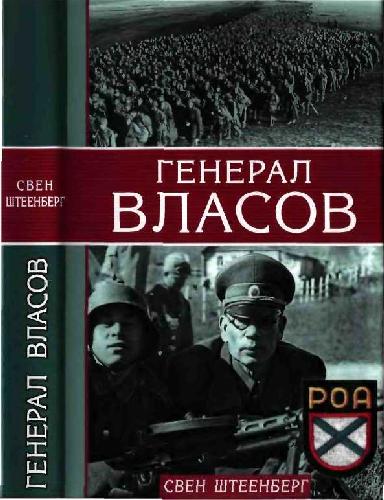 СВЕН
ШТЕЕНБЕРГ
ГЕНЕРАЛ ВЛАСОВ
ГЕНЕРАЛ
ВЛАСОВ
РОА
СВЕН ШТЕЕНБЕРГ